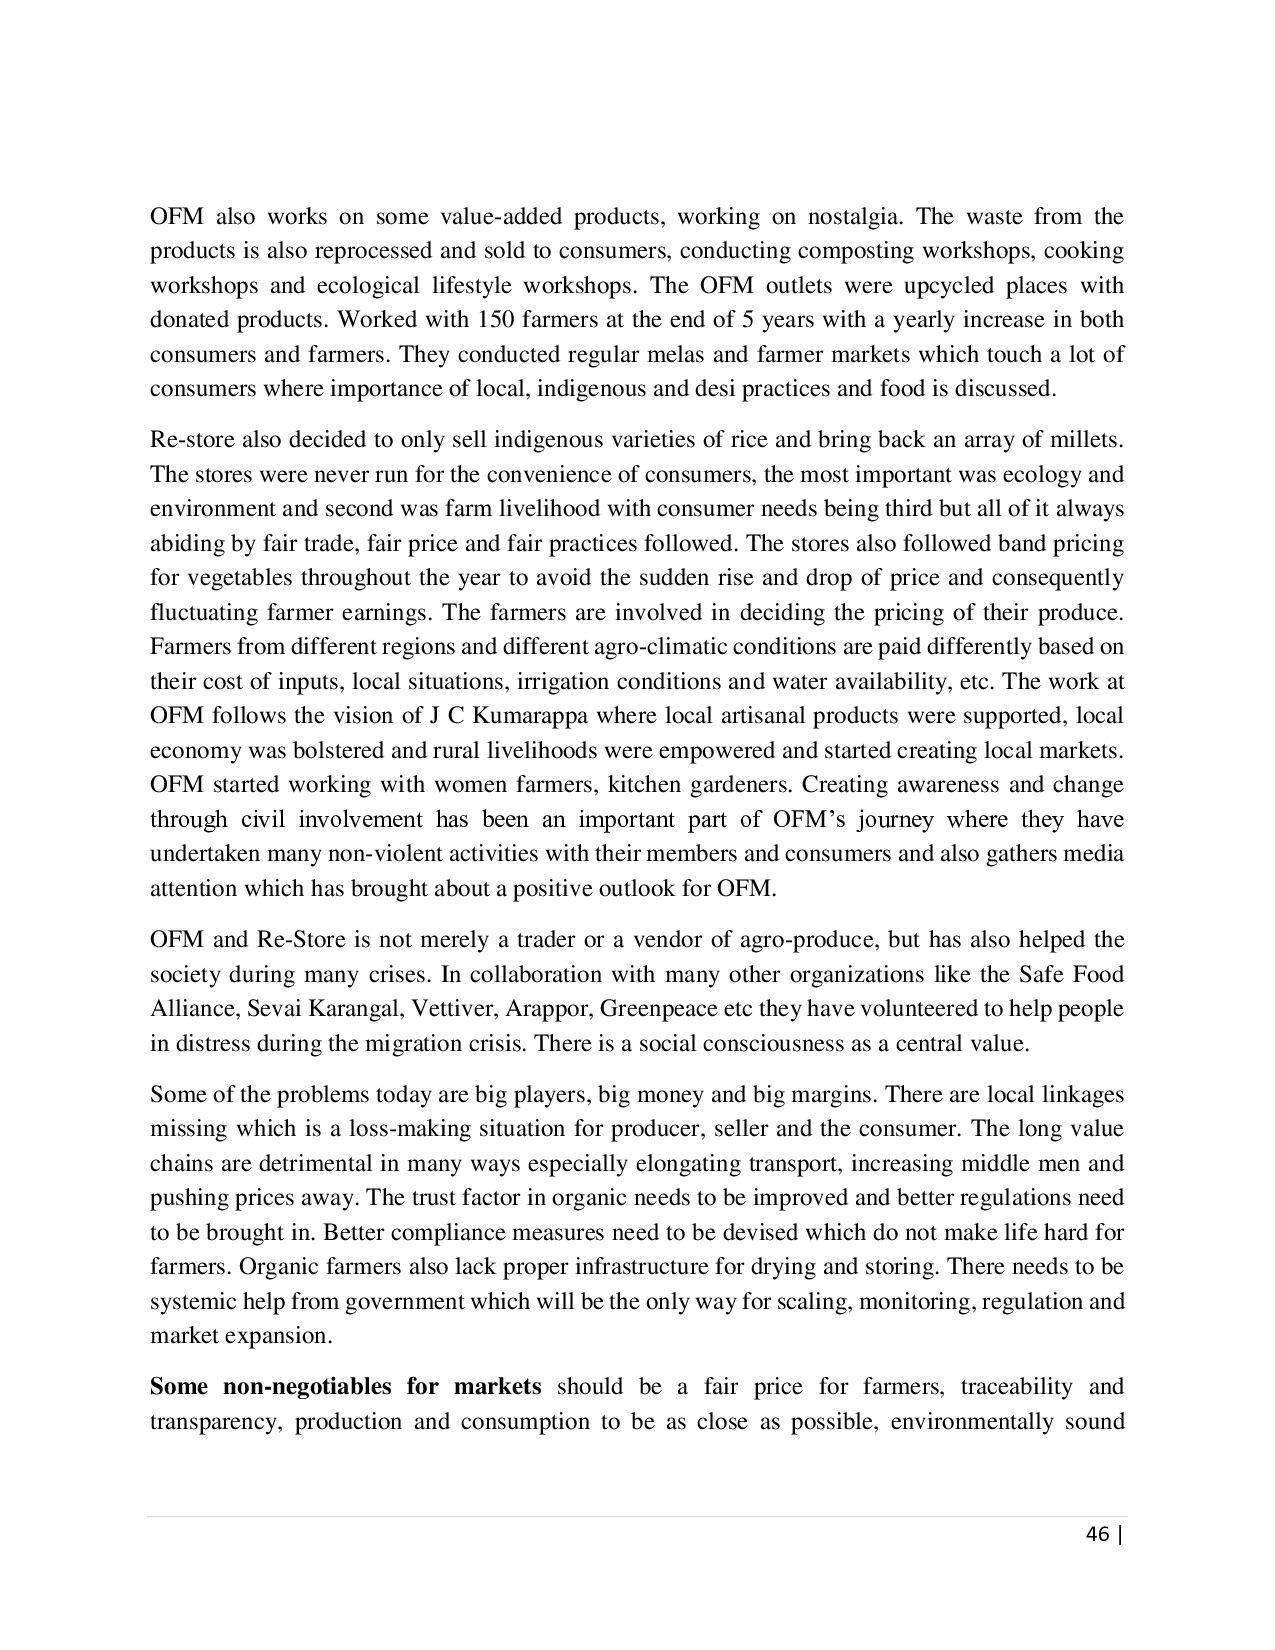 OFM also works on some value-added products, working on nostalgia. The waste from the
products is also reprocessed and sold to consumers, conducting composting workshops, cooking
workshops and ecological lifestyle workshops. The OFM outlets were upcycled places with
donated products. Worked with 150 farmers at the end of 5 years with a yearly increase in both
consumers and farmers. They conducted regular melas and farmer markets which touch a lot of
consumers where importance of local, indigenous and desi practices and food is discussed.
Re-store also decided to only sell indigenous varieties of rice and bring back an array of millets.
The stores were never run for the convenience of consumers, the most important was ecology and
environment and second was farm livelihood with consumer needs being third but all of it always
abiding by fair trade, fair price and fair practices followed. The stores also followed band pricing
for vegetables throughout the year to avoid the sudden rise and drop of price and consequently
fluctuating farmer earnings. The farmers are involved in deciding the pricing of their produce.
Farmers from different regions and different agro-climatic conditions are paid differently based on
their cost of inputs, local situations, irrigation conditions and water availability, etc. The work at
OFM follows the vision of J C Kumarappa where local artisanal products were supported, local
economy was bolstered and rural livelihoods were empowered and started creating local markets.
OFM started working with women farmers, kitchen gardeners. Creating awareness and change
through civil involvement has been an important part of OFM’s journey where they have
undertaken many non-violent activities with their members and consumers and also gathers media
attention which has brought about a positive outlook for OFM.
OFM and Re-Store is not merely a trader or a vendor of agro-produce, but has also helped the
society during many crises. In collaboration with many other organizations like the Safe Food
Alliance, Sevai Karangal, Vettiver, Arappor, Greenpeace etc they have volunteered to help people
in distress during the migration crisis. There is a social consciousness as a central value.
Some of the problems today are big players, big money and big margins. There are local linkages
missing which is a loss-making situation for producer, seller and the consumer. The long value
chains are detrimental in many ways especially elongating transport, increasing middle men and
pushing prices away. The trust factor in organic needs to be improved and better regulations need
to be brought in. Better compliance measures need to be devised which do not make life hard for
farmers. Organic farmers also lack proper infrastructure for drying and storing. There needs to be
systemic help from government which will be the only way for scaling, monitoring, regulation and
market expansion.
Some non-negotiables for markets should be a fair price for farmers, traceability and
transparency, production and consumption to be as close as possible, environmentally sound
46 |